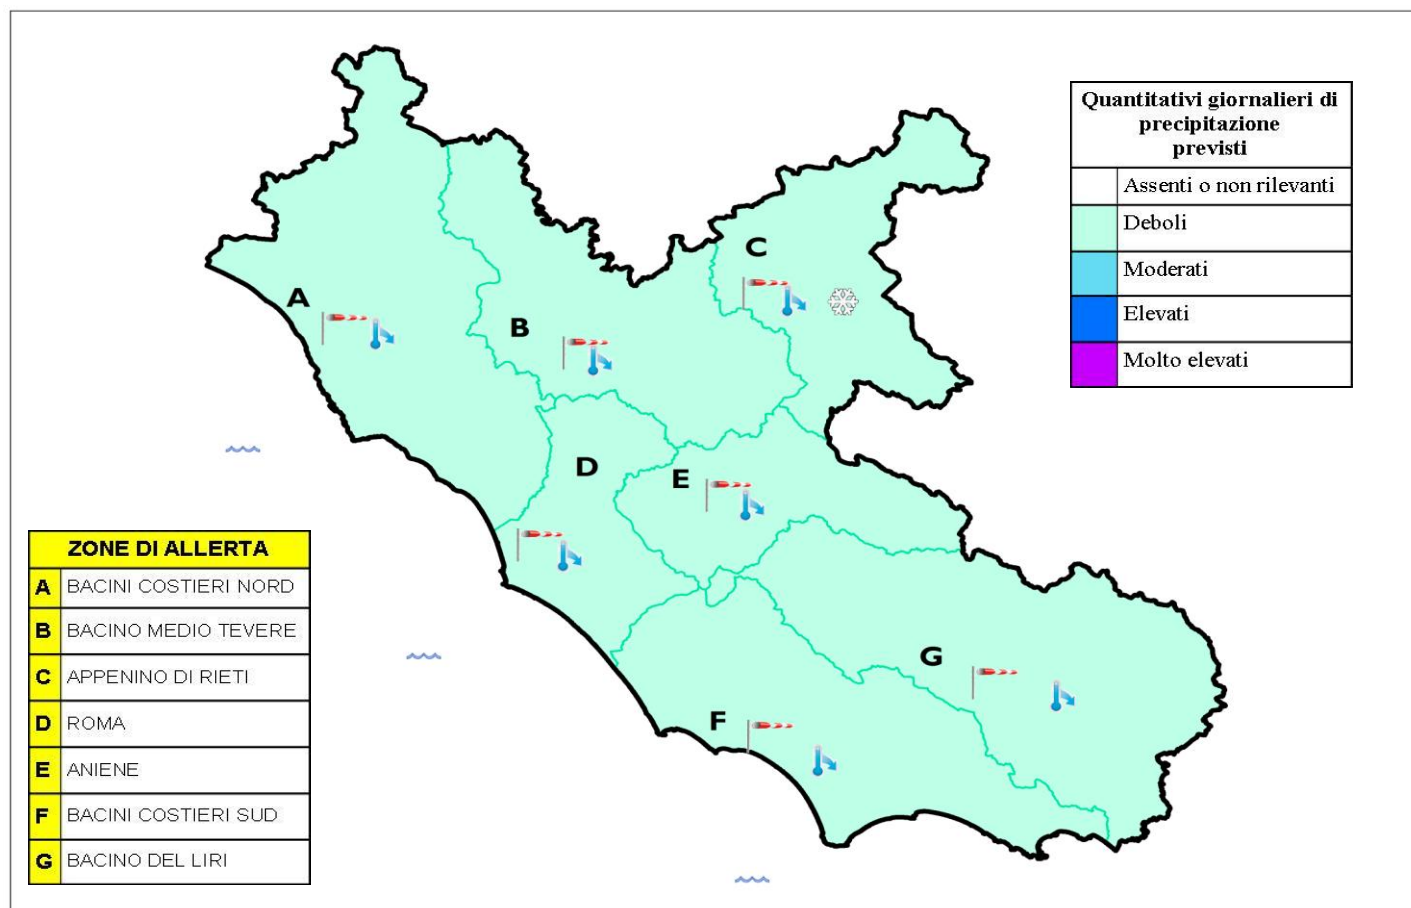 Quantitativi giornalieri di
precipitazione
previsti
Assenti o non rilevanti
Deboli
Moderati
Elevati
Molto elevati
A
B
C
D
E
F
G
ZONE DI ALLERTA
A BACINI COSTIERI NORD
B BACINO MEDIO TEVERE
C APPENINO DI RIETI
D ROMA
E ANIENE
F BACINI COSTIERI SUD
G BACINO DEL LIRI